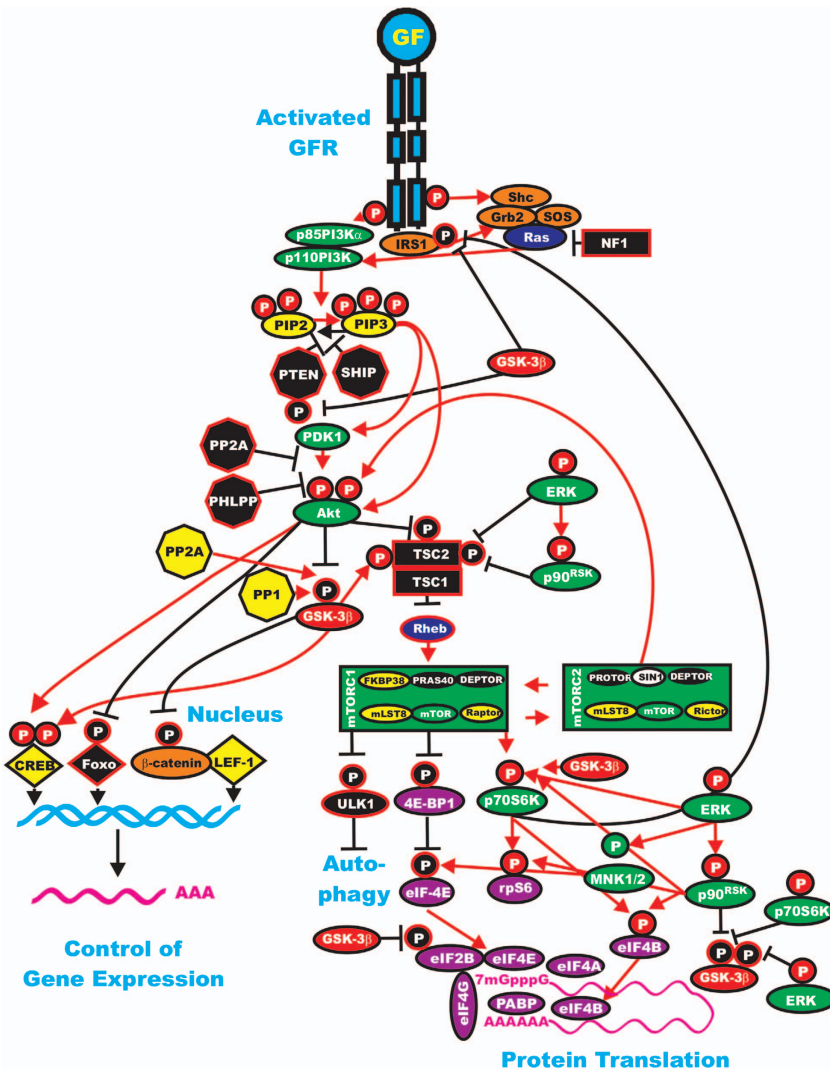 GF
Activated
GFR
P
P
Shc
Grb2
SOS
p85PI3Kα
IRS1
P
Ras
NF1
p110PI3K
P
P
P
P
P
PIP2
PIP3
PTEN
SHIP
GSK-3β
P
PDK1
PP2A
P
P
P
PHLPP
ERK
Akt
P
PP2A
P
TSC2
P
P
TSC1
p90RSK
PP1
P
GSK-3β
Rheb
mTORC1
FKBP38
PRAS40
DEPTOR
mLST8
mTOR
Raptor
mTORC2
PROTOR
SIN1
DEPTOR
mLST8
mTOR
Rictor
Nucleus
P
P
P
P
CREB
Foxo
β-catenin
LEF-1
P
P
P
GSK-3β
P
ULK1
4E-BP1
p70S6K
ERK
P
Auto-
phagy
P
P
MNK1/2
P
p90RSK
P
eIF-4E
rpS6
p70S6K
P
eIF4B
AAA
Control of
Gene Expression
GSK-3β
P
P
P
GSK-3β
P
ERK
eIF2B
eIF4E
eIF4A
eIF4G
7mGpppG
PABP
eIF4B
AAAAAA
Protein Translation